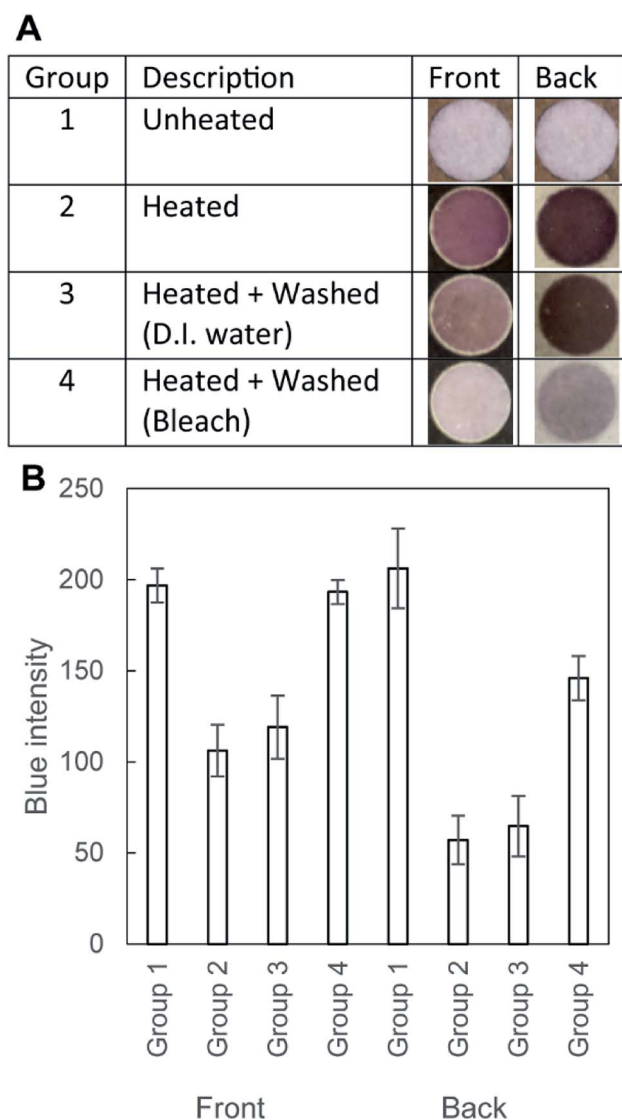 A
Group Description Front Back
1 Unheated
2 Heated
3 Heated + Washed
(D.I. water)
4 Heated + Washed
(Bleach)
B
250
200
150
100
50
0
Blue intensity
Group 1
Group 2
Group 3
Group 4
Group 1
Group 2
Group 3
Group 4
Front Back